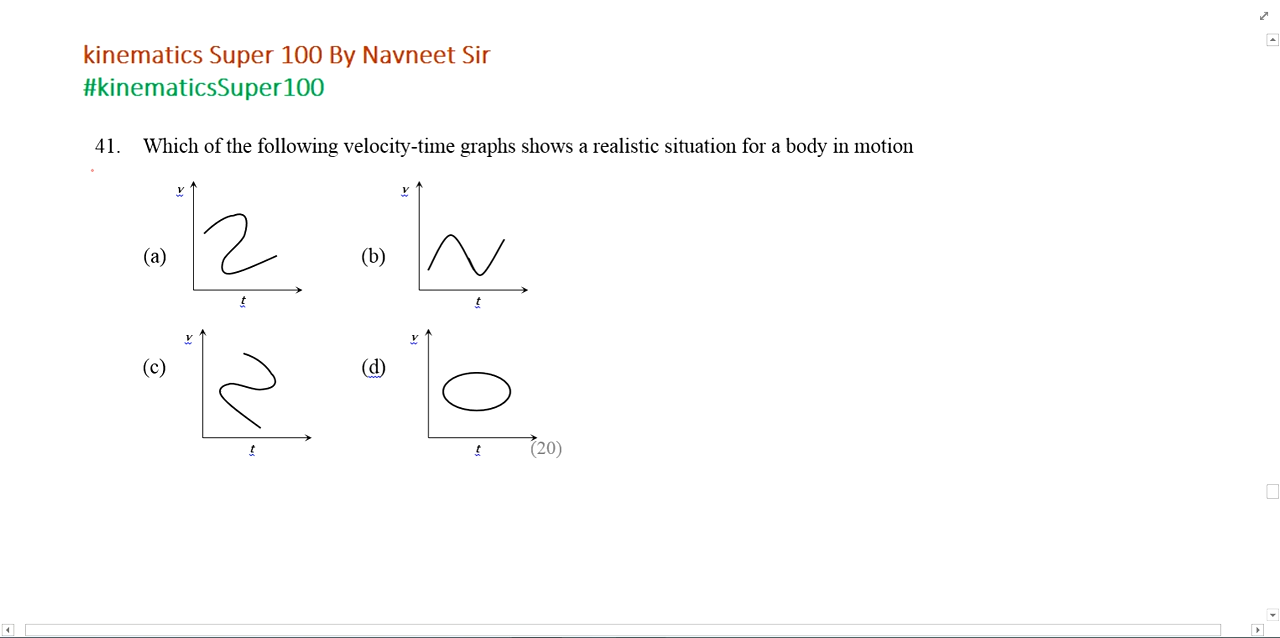 kinematics Super 100 By Navneet Sir
#kinematicsSuper100
41. Which of the following velocity-time graphs shows a realistic situation for a body in motion
v v
(a) (b)
t t
v v
(c) (d)
t t (20)